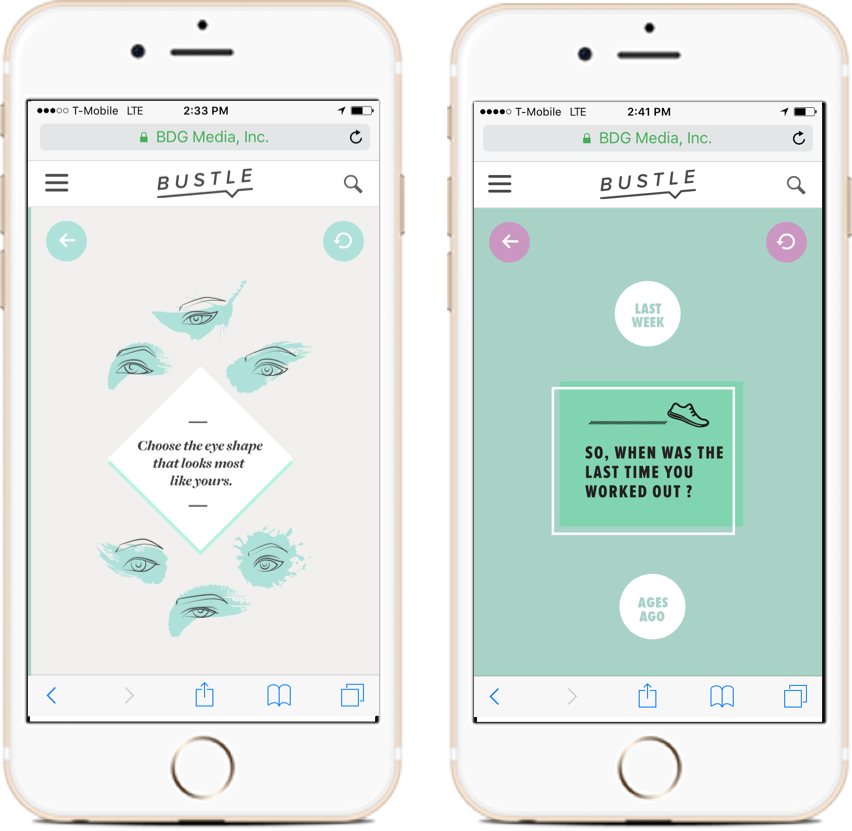 T-Mobile LTE 2:33 PM
BDG Media, Inc.
BUSTLE
Choose the eye shape
that looks most
like yours.
T-Mobile LTE 2:41 PM
BDG Media, Inc.
BUSTLE
LAST
WEEK
SO, WHEN WAS THE
LAST TIME YOU
WORKED OUT ?
AGES
AGO